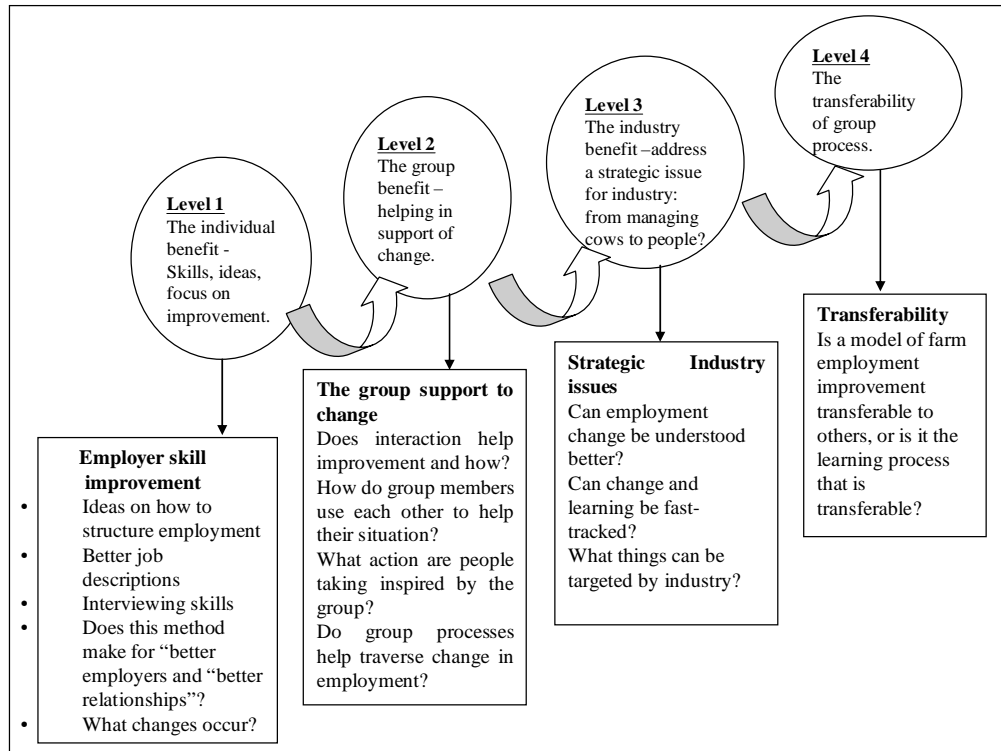 Level 1
The individual
benefit -
Skills, ideas,
focus on
improvement.
Level 2
The group
benefit –
helping in
support of
change.
Level 3
The industry
benefit –address
a strategic issue
for industry:
from managing
cows to people?
Level 4
The
transferability
of group
process.
Employer skill
improvement
• Ideas on how to
structure employment
• Better job
descriptions
• Interviewing skills
• Does this method
make for “better
employers and “better
relationships”?
• What changes occur?
The group support to
change
Does interaction help
improvement and how?
How do group members
use each other to help
their situation?
What action are people
taking inspired by the
group?
Do group processes
help traverse change in
employment?
Strategic Industry
issues
Can employment
change be understood
better?
Can change and
learning be fast-
tracked?
What things can be
targeted by industry?
Transferability
Is a model of farm
employment
improvement
transferable to
others, or is it the
learning process
that is
transferable?